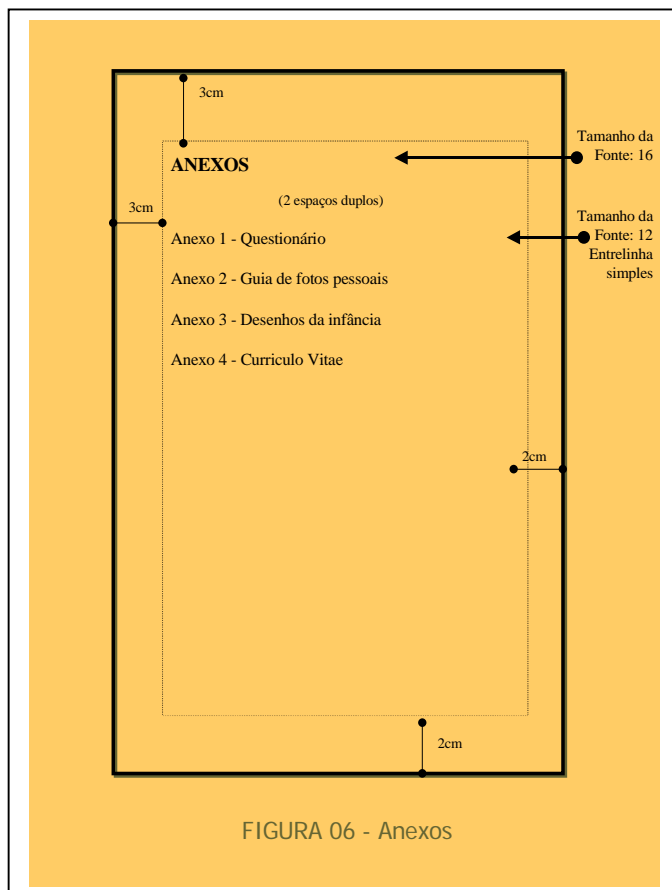 3cm
Tamanho da
Fonte: 16
ANEXOS
(2 espaços duplos)
3cm
Tamanho da
Fonte: 12
Entrelinha
simples
Anexo 1 - Questionário
Anexo 2 - Guia de fotos pessoais
Anexo 3 - Desenhos da infância
Anexo 4 - Curriculo Vitae
2cm
2cm
FIGURA 06 - Anexos